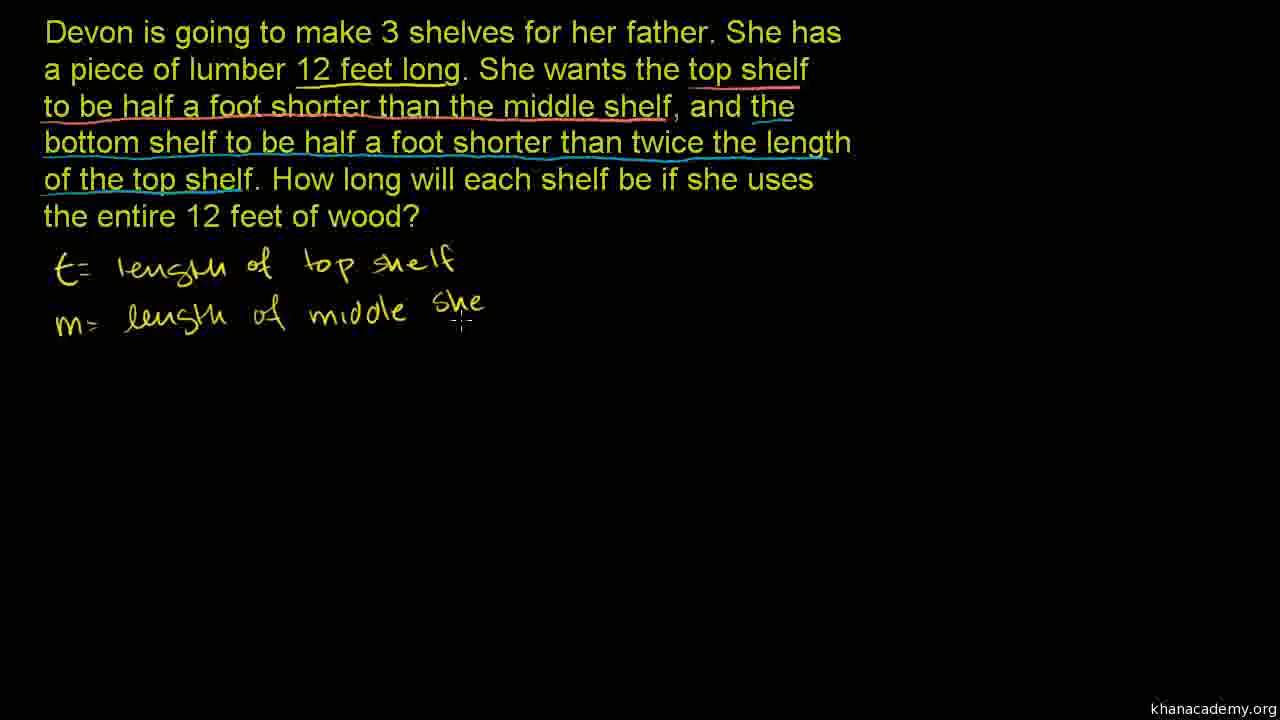 Devon is going to make 3 shelves for her father. She has
a piece of lumber 12 feet long. She wants the top shelf
to be half a foot shorter than the middle shelf, and the
bottom shelf to be half a foot shorter than twice the length
of the top shelf. How long will each shelf be if she uses
the entire 12 feet of wood?
t= length of top shelf
m= length of middle she
khanacademy.org